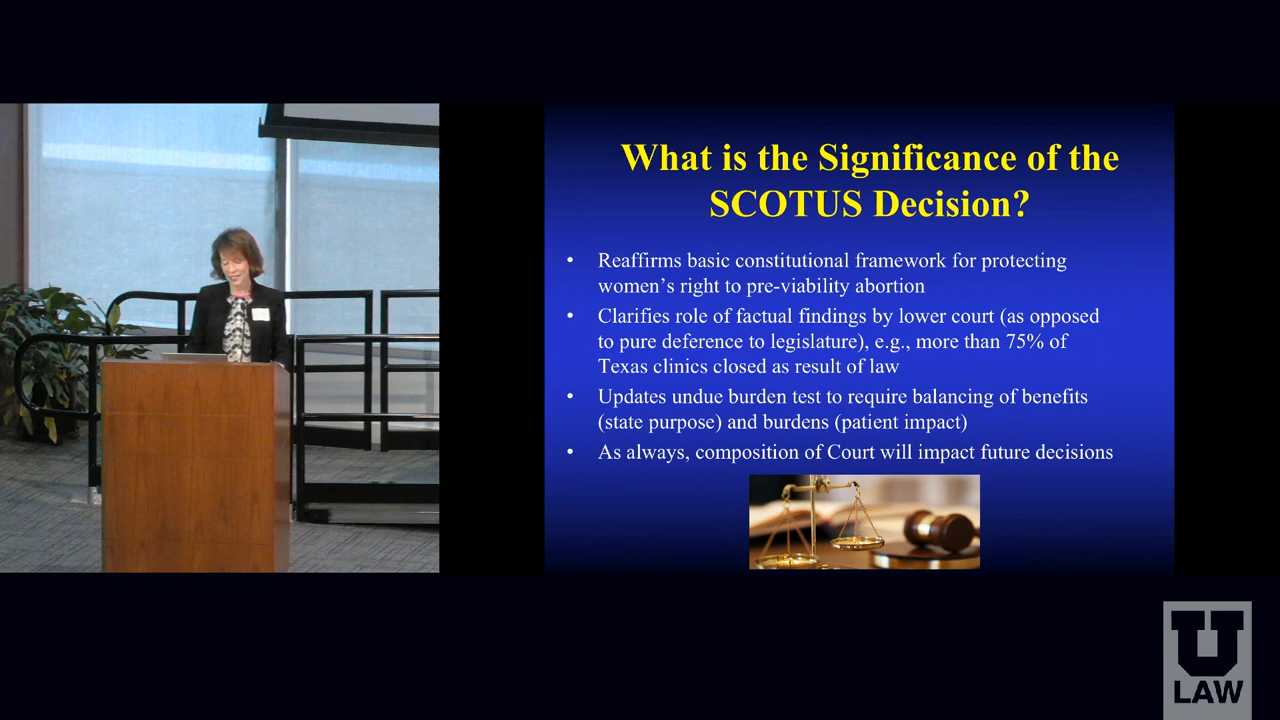 What is the Significance of the
SCOTUS Decision?
• Reaffirms basic constitutional framework for protecting
women's right to pre-viability abortion
• Clarifies role of factual findings by lower court (as opposed
to pure deference to legislature), e.g., more than 75% of
Texas clinics closed as result of law
• Updates undue burden test to require balancing of benefits
(state purpose) and burdens (patient impact)
• As always, composition of Court will impact future decisions
U
LAW